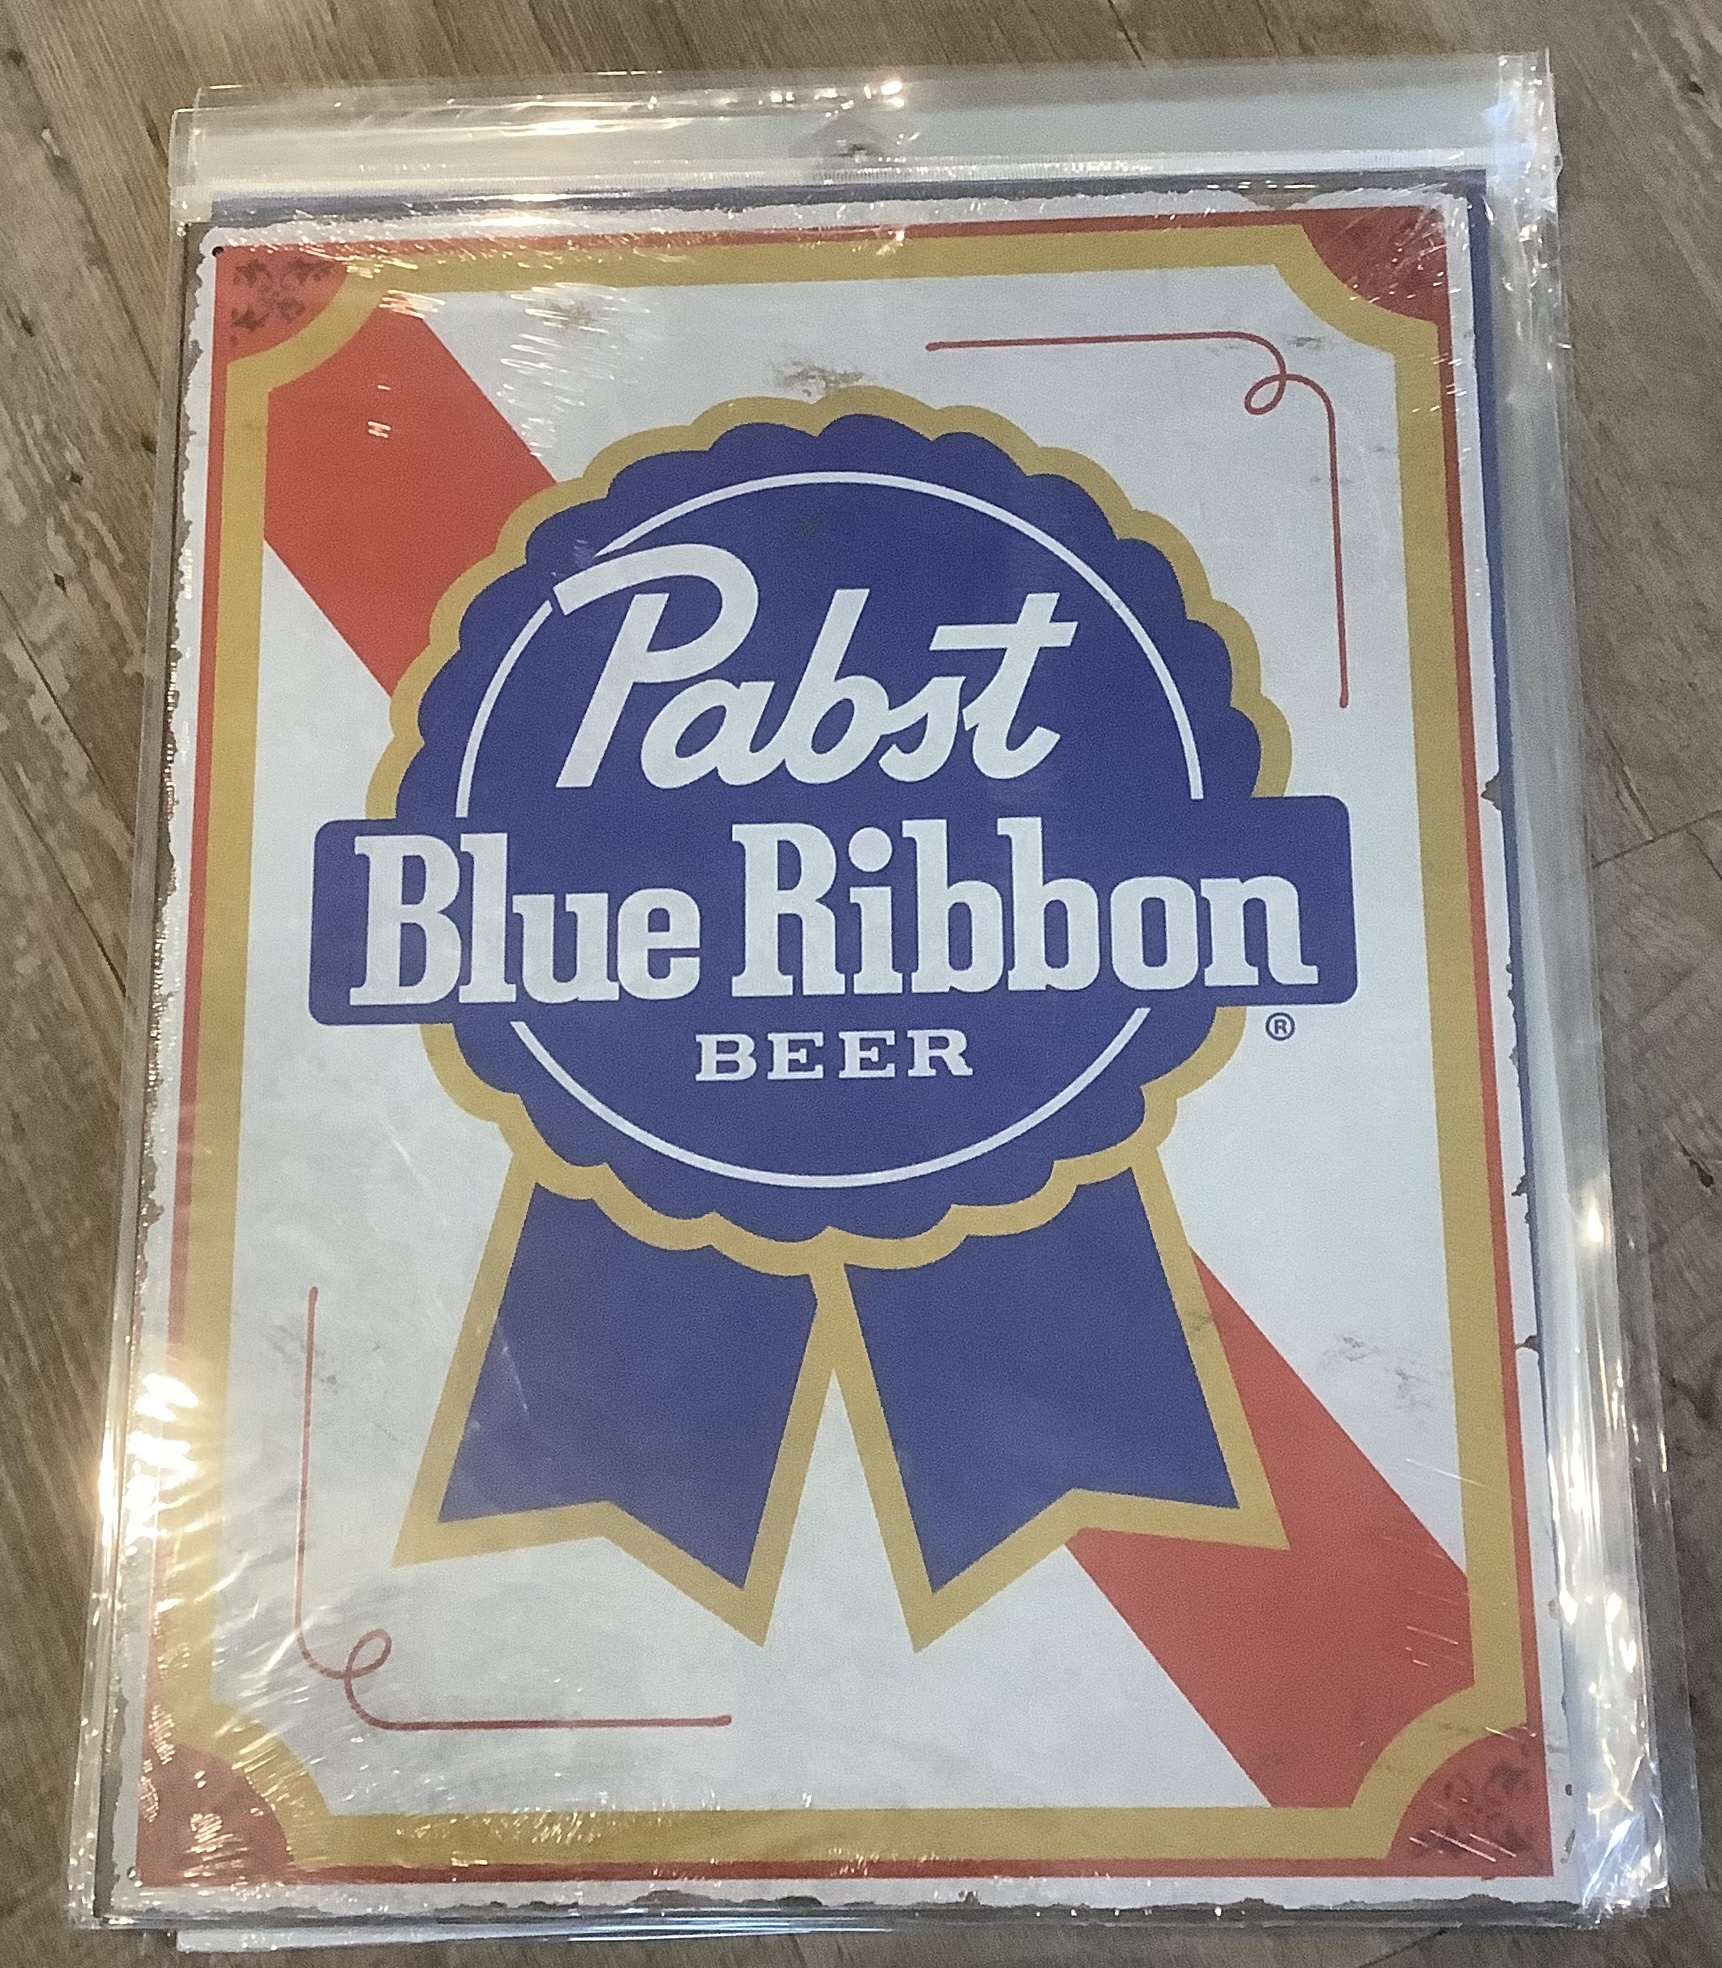 Pabst
Blue Ribbon
®
BEER